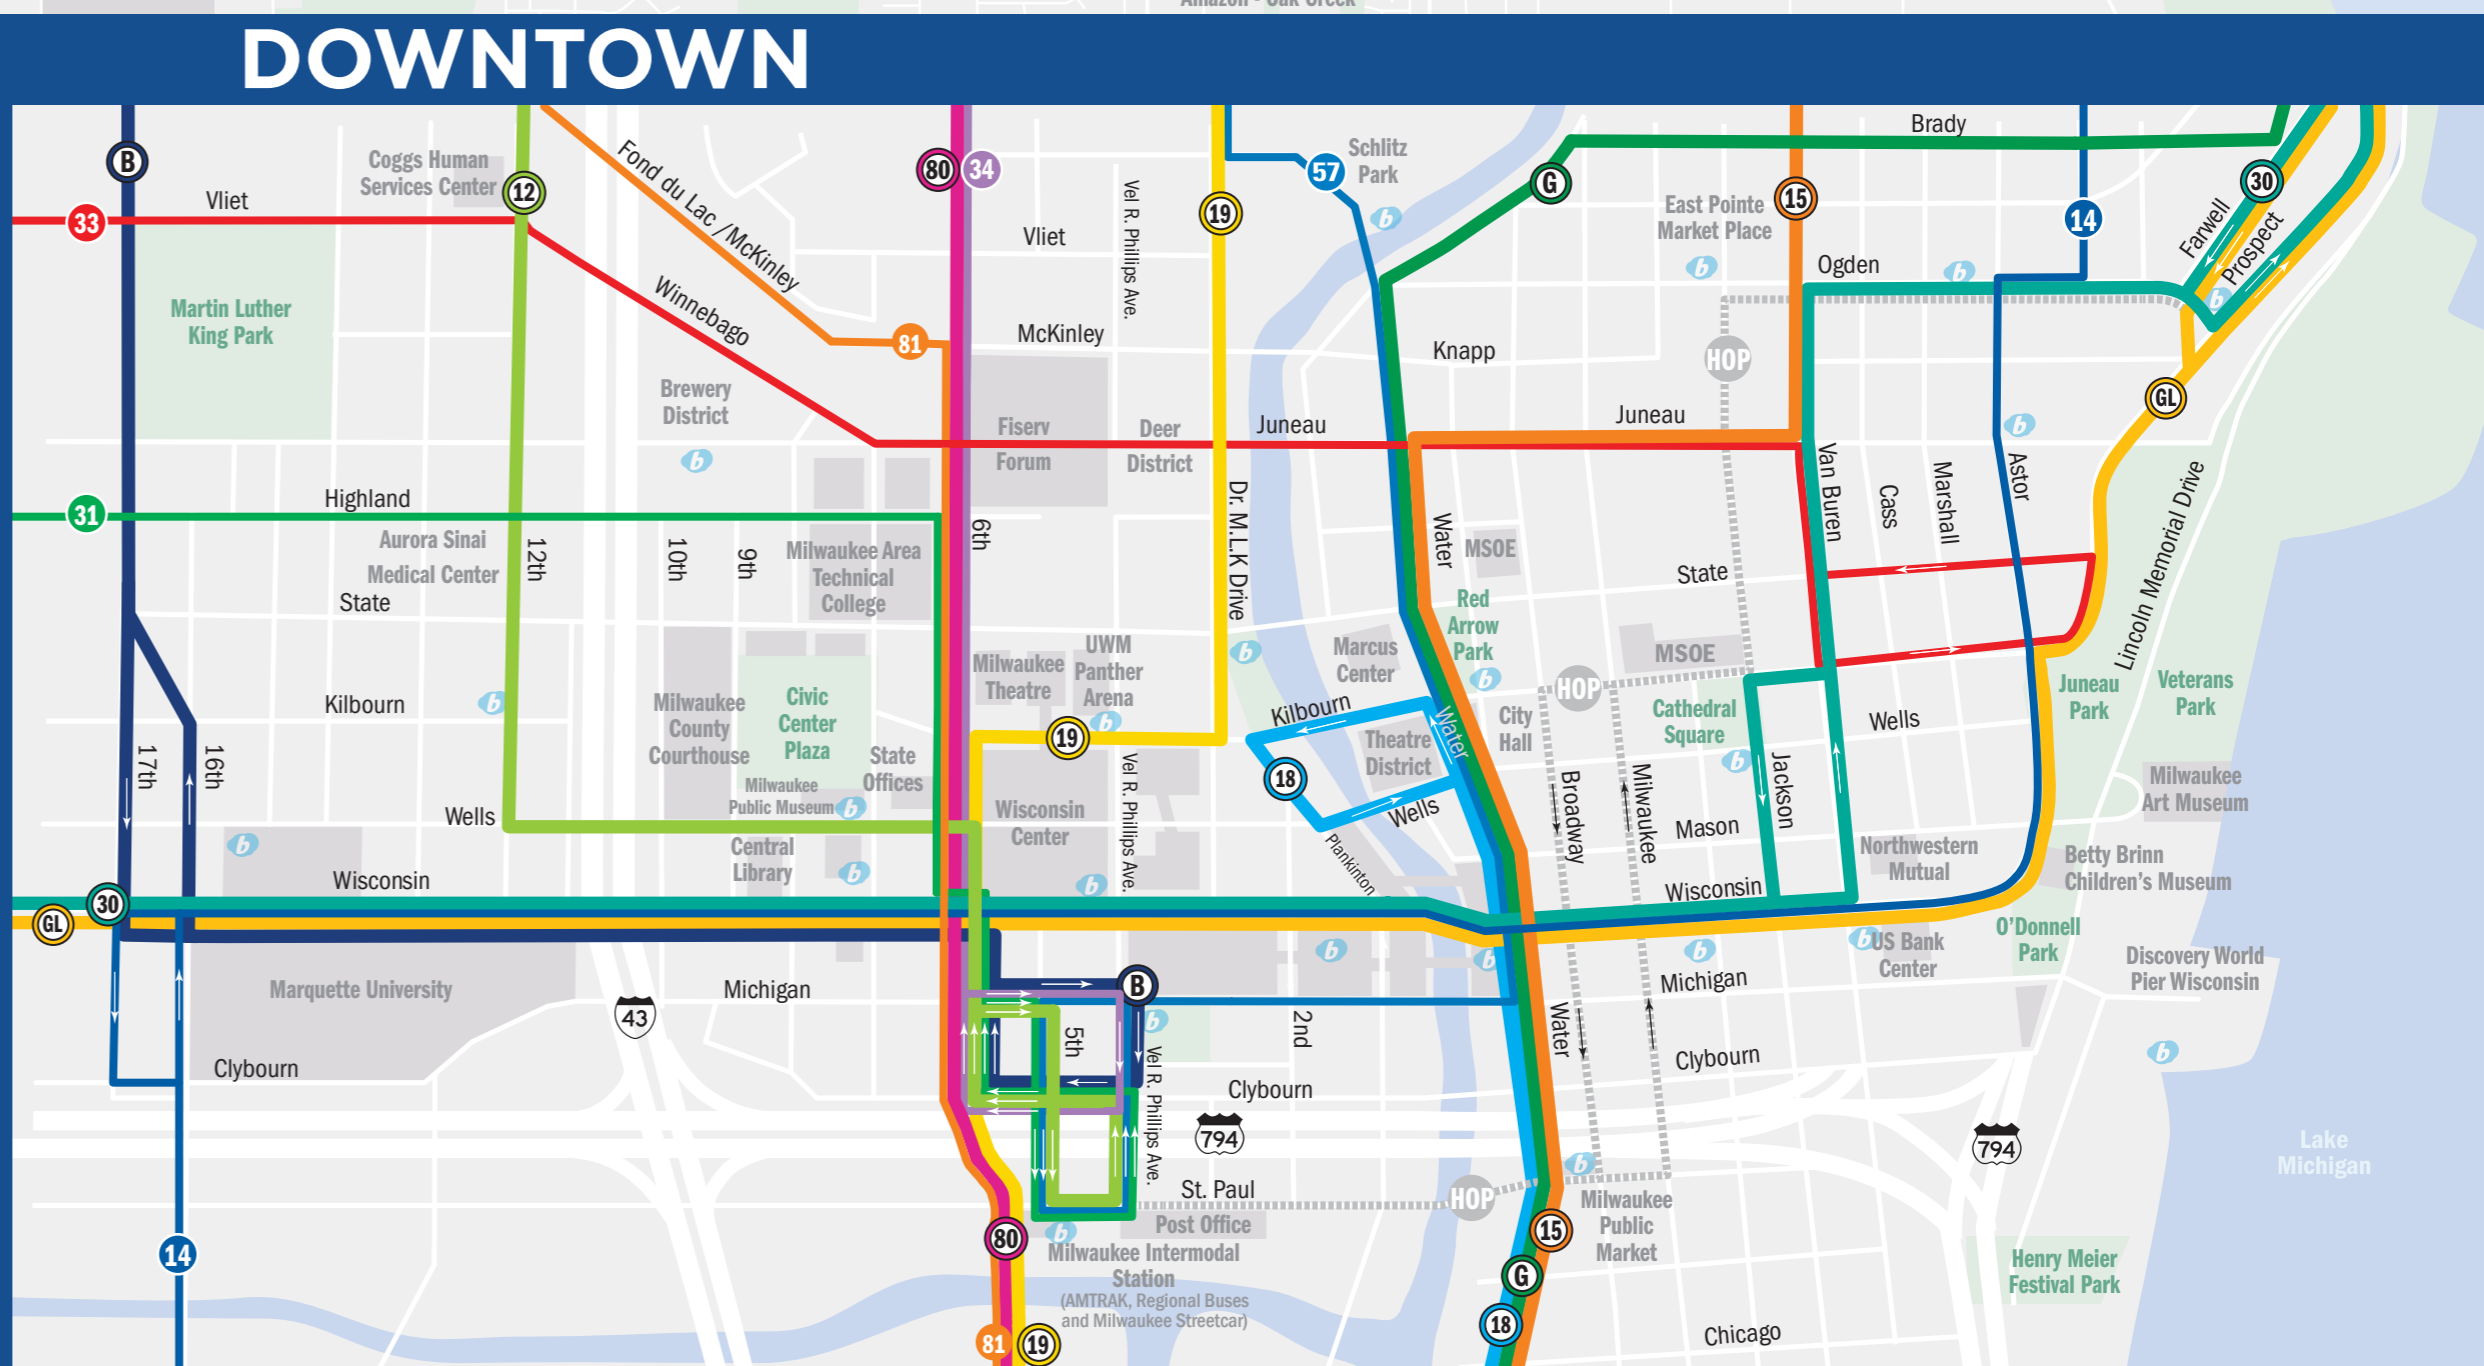 Amazon - Oak Creek
DOWNTOWN
B
Vliet
33
Coggs Human
Services Center
12
Fond du Lac / McKinley
80
34
Vel R. Phillips Ave.
19
57
Schlitz
Park
b
G
East Pointe
Market Place
b
15
Brady
14
30
Farwell
Prospect
b
Vliet
Martin Luther
King Park
Winnebago
81
McKinley
Knapp
HOP
Ogden
b
GL
Brewery
District
b
Fiserv
Forum
Deer
District
Juneau
Juneau
b
31
Highland
Aurora Sinai
Medical Center
State
12th
10th
9th
Milwaukee Area
Technical
College
6th
Dr. M.L.K Drive
Water
MSOE
State
Van Buren
Cass
Marshall
Astor
Lincoln Memorial Drive
Red
Arrow
Park
b
Marcus
Center
b
UWM
Panther
Arena
b
Milwaukee
Theatre
MSOE
HOP
Kilbourn
b
Milwaukee
County
Courthouse
Civic
Center
Plaza
State
Offices
Milwaukee
Public Museum
b
19
Kilbourn
Water
Theatre
District
18
Wells
City
Hall
Cathedral
Square
b
Wells
Juneau
Park
Veterans
Park
17th
16th
Wells
b
Wisconsin
Central
Library
b
Wisconsin
Center
b
Vel R. Phillips Ave.
Plankinton
Broadway
Milwaukee
Mason
Jackson
Wisconsin
Northwestern
Mutual
Milwaukee
Art Museum
Betty Brinn
Children's Museum
30
GL
b
b
b
b
US Bank
Center
O'Donnell
Park
Discovery World
Pier Wisconsin
Marquette University
43
Michigan
B
b
5th
2nd
Water
Michigan
Clybourn
Clybourn
Clybourn
b
Vel R. Phillips Ave.
794
794
Lake
Michigan
St. Paul
HOP
b
Post Office
b
Milwaukee Intermodal
Station
(AMTRAK, Regional Buses
and Milwaukee Streetcar)
Milwaukee
Public
Market
14
80
15
G
18
81
19
Chicago
Henry Meier
Festival Park